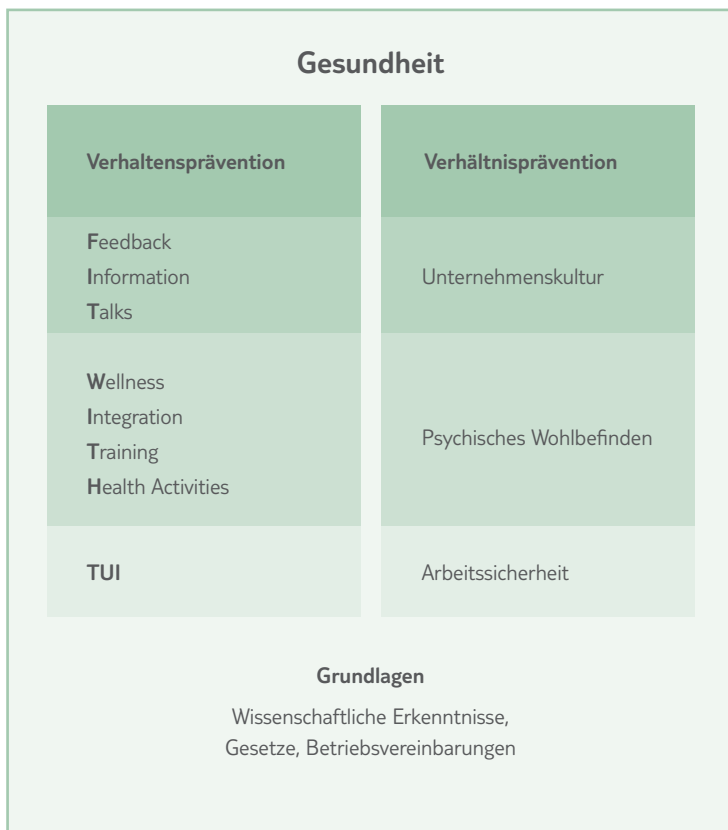 Gesundheit
Verhaltensprävention
Feedback
Information
Talks
Wellness
Integration
Training
Health Activities
TUI
Verhältnisprävention
Unternehmenskultur
Psychisches Wohlbefinden
Arbeitssicherheit
Grundlagen
Wissenschaftliche Erkenntnisse,
Gesetze, Betriebsvereinbarungen